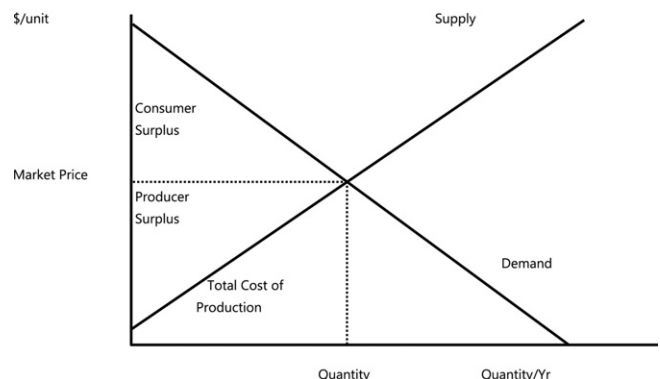 $/unit
Supply
Consumer
Surplus
Market Price
Producer
Surplus
Demand
Total Cost of
Production
Quantity
Quantity/Yr